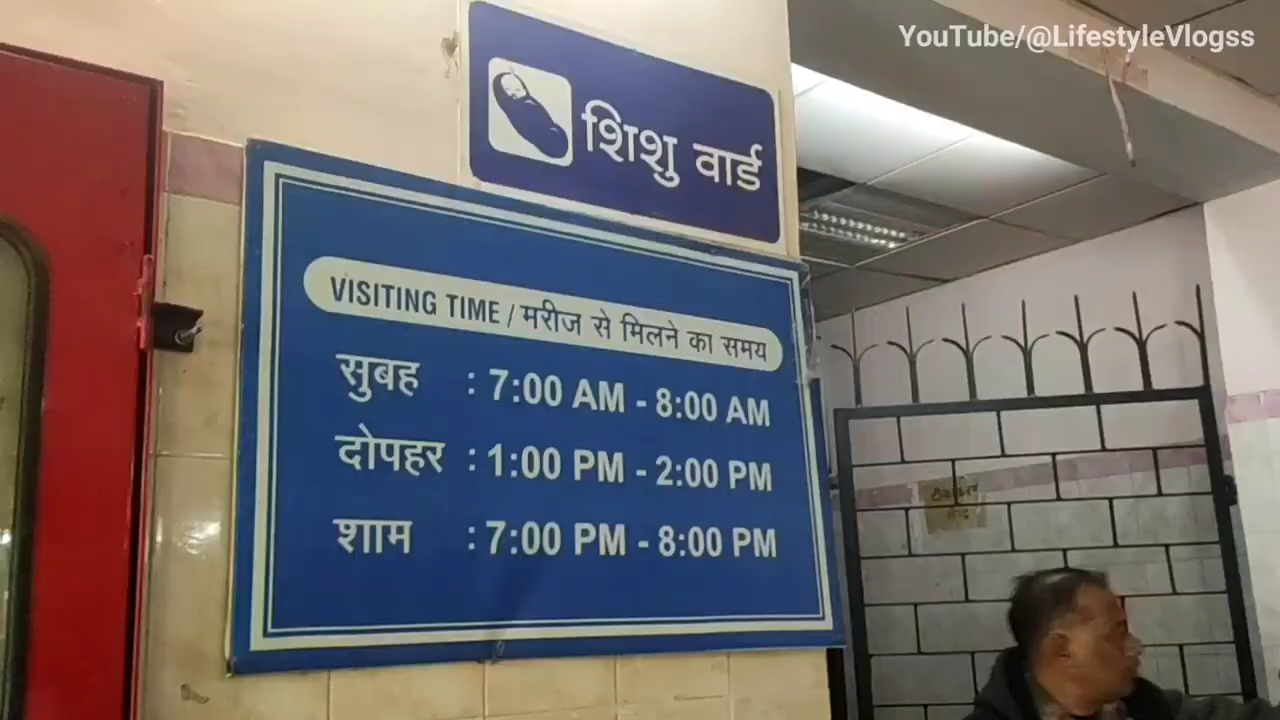 YouTube/@LifestyleVlogss
शिशु वार्ड
VISITING TIME / मरीज से मिलने का समय
सुबह : 7:00 AM - 8:00 AM
दोपहर : 1:00 PM - 2:00 PM
शाम : 7:00 PM - 8:00 PM